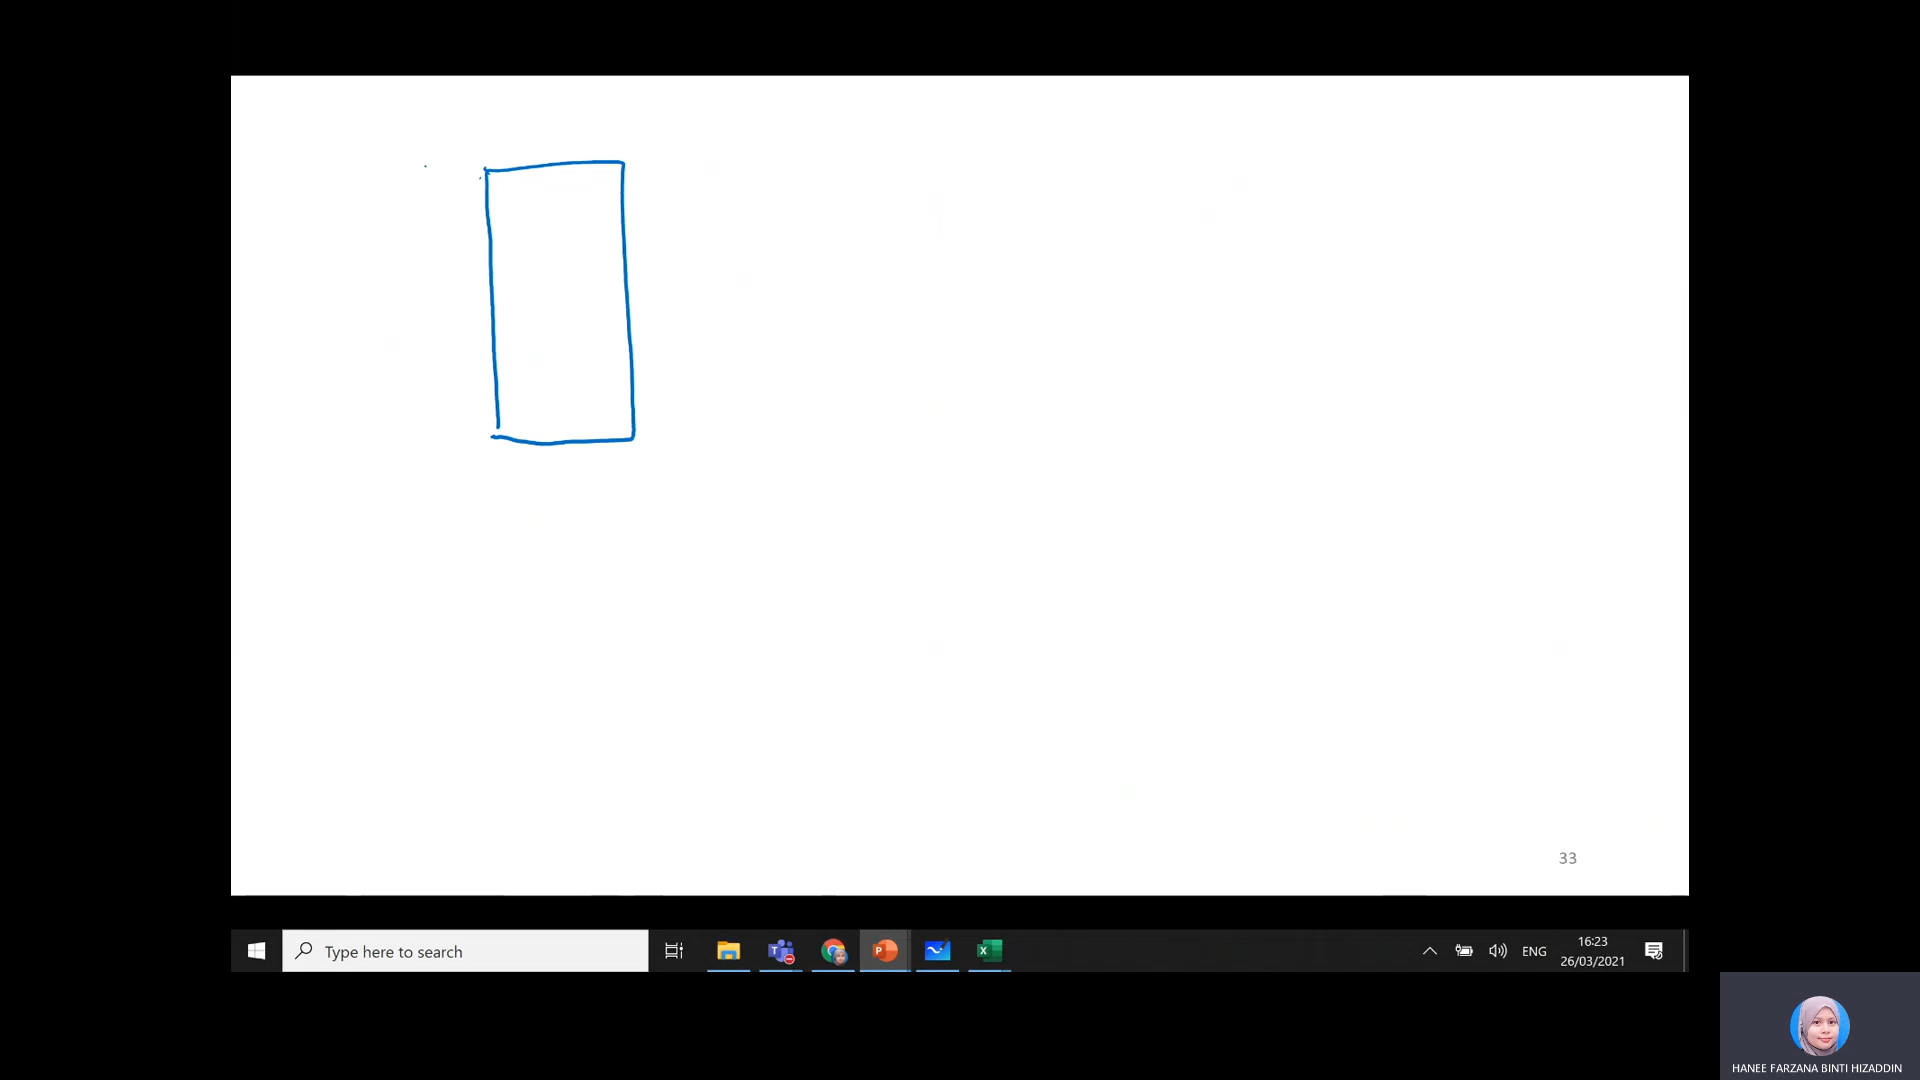 33
Type here to search
ENG
16:23
26/03/2021
HANEE FARZANA BINTI HIZADDIN